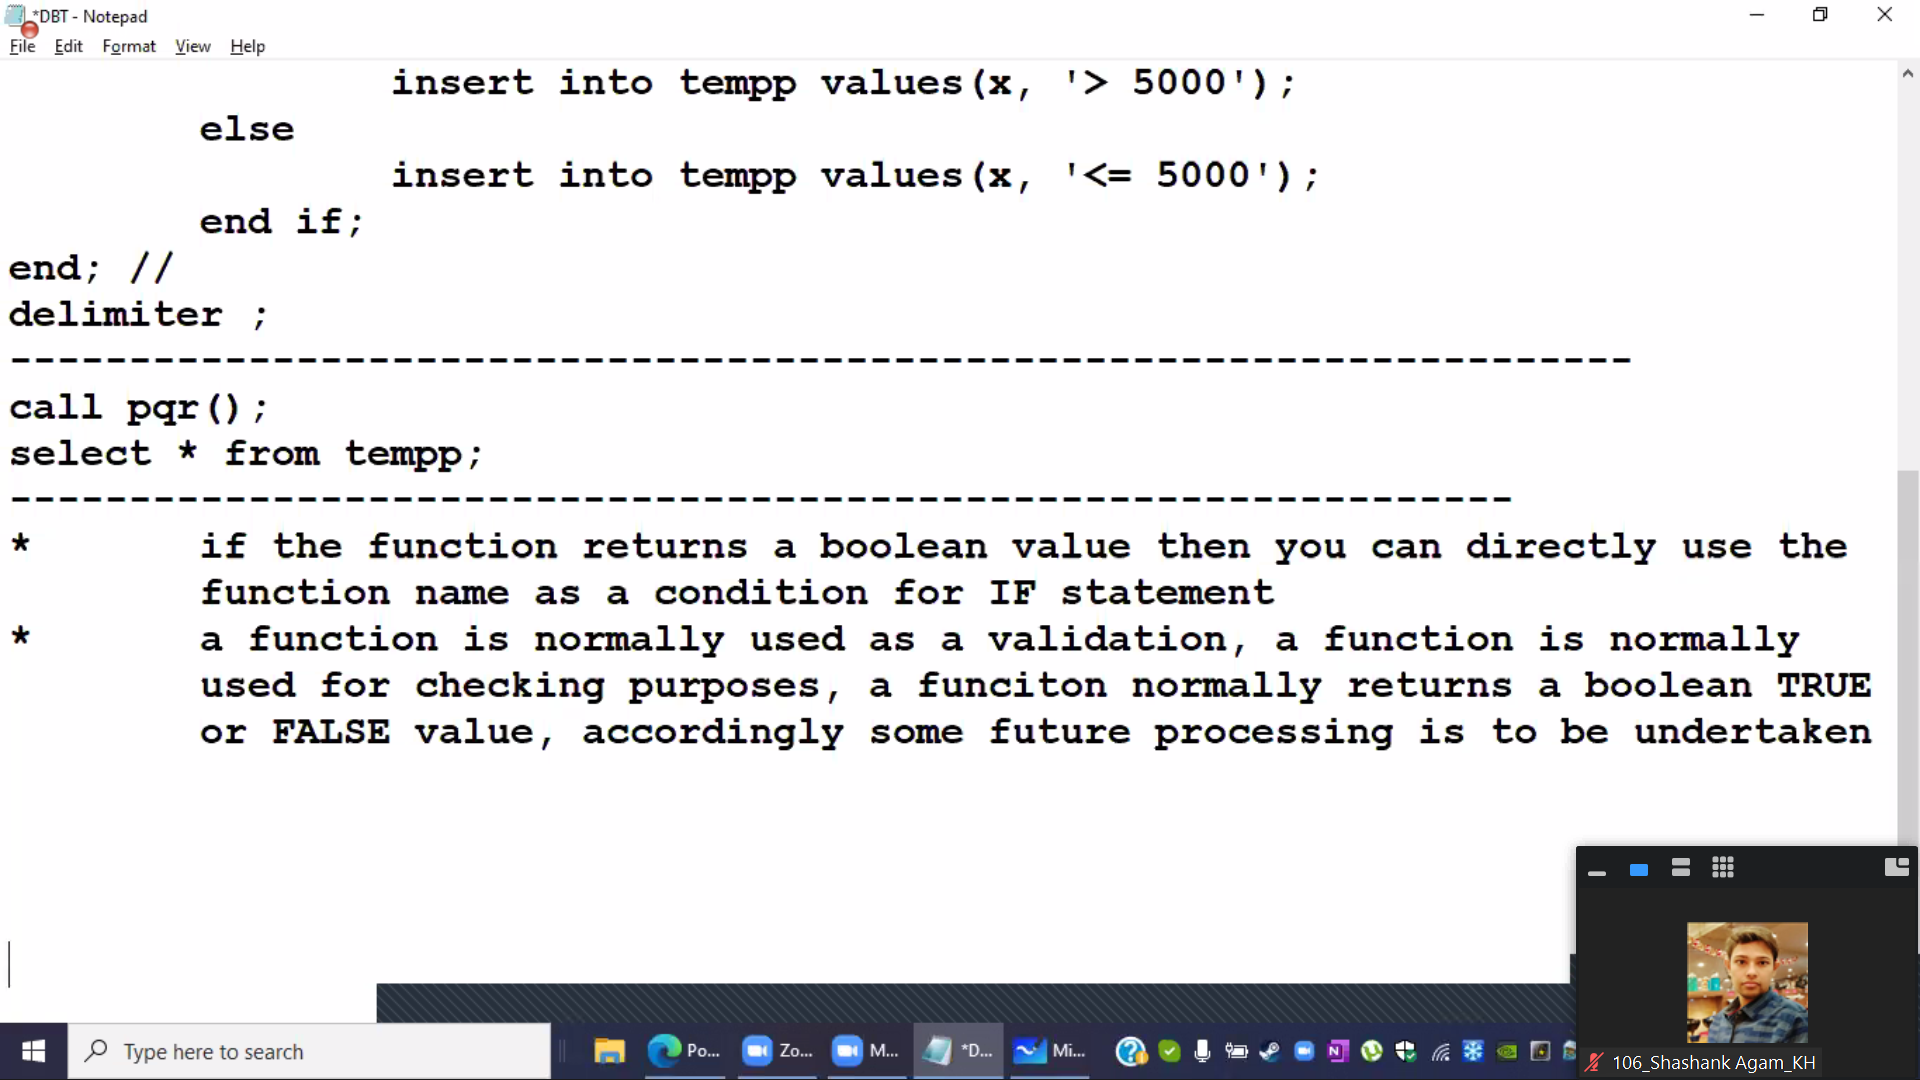 *DBT - Notepad
File Edit Format View Help
insert into tempp values(x, '> 5000');
else
insert into tempp values(x, '<= 5000');
end if;
end; //
delimiter ;
--------------------------------------------------------------------
call pqr();
select * from tempp;
---------------------------------------------------------------
* if the function returns a boolean value then you can directly use the
function name as a condition for IF statement
* a function is normally used as a validation, a function is normally
used for checking purposes, a funciton normally returns a boolean TRUE
or FALSE value, accordingly some future processing is to be undertaken
Type here to search
Po...
Zo...
M...
*D...
Mi...
106_Shashank Agam_KH